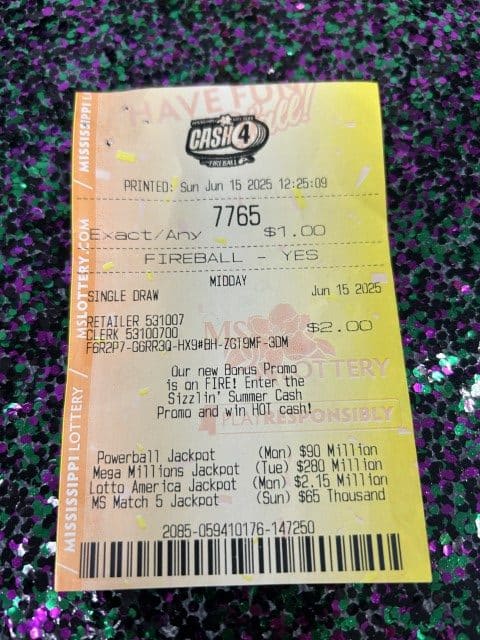 HAVE FUN
MISSISSIPPI LOTTERY
CASH 4
FIREBALL
PRINTED: Sun Jun 15 2025 12:25:09
7765
Exact/Any $1.00
FIREBALL - YES
MIDDAY
SINGLE DRAW Jun 15 2025
RETAILER 531007
CLERK 53100700 $2.00
F6R2P7-GGRR3Q-HX9#BH-7GT9MF-3DM
MS LOTTERY
Our new Bonus Promo
is on FIRE! Enter the
Sizzlin' Summer Cash
Promo and win HOT cash!
PLAY RESPONSIBLY
Powerball Jackpot (Mon) $90 Million
Mega Millions Jackpot (Tue) $280 Million
Lotto America Jackpot (Mon) $2.15 Million
MS Match 5 Jackpot (Sun) $65 Thousand
2085-059410176-147250
MISSISSIPPI L
MSLOTTERY.COM
MISSISSIPPI LOTTERY